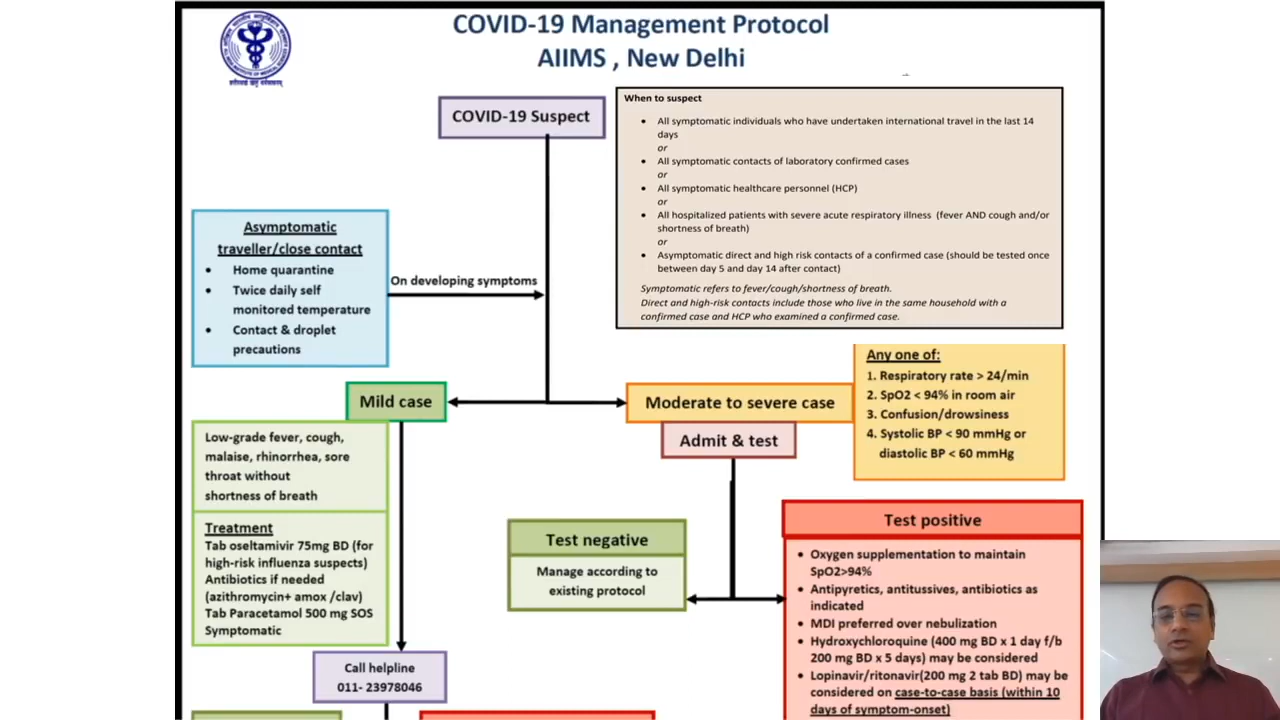 COVID-19 Management Protocol
AIIMS , New Delhi
COVID-19 Suspect
When to suspect
• All symptomatic individuals who have undertaken international travel in the last 14
days
or
• All symptomatic contacts of laboratory confirmed cases
or
• All symptomatic healthcare personnel (HCP)
or
• All hospitalized patients with severe acute respiratory illness (fever AND cough and/or
shortness of breath)
or
• Asymptomatic direct and high risk contacts of a confirmed case (should be tested once
between day 5 and day 14 after contact)
Symptomatic refers to fever/cough/shortness of breath.
Direct and high-risk contacts include those who live in the same household with a
confirmed case and HCP who examined a confirmed case.
Asymptomatic
traveller/close contact
• Home quarantine
• Twice daily self
monitored temperature
• Contact & droplet
precautions
On developing symptoms
Mild case
Moderate to severe case
Admit & test
Any one of:
1. Respiratory rate > 24/min
2. SpO2 < 94% in room air
3. Confusion/drowsiness
4. Systolic BP < 90 mmHg or
diastolic BP < 60 mmHg
Low-grade fever, cough,
malaise, rhinorrhea, sore
throat without
shortness of breath
Treatment
Tab oseltamivir 75mg BD (for
high-risk influenza suspects)
Antibiotics if needed
(azithromycin+ amox /clav)
Tab Paracetamol 500 mg SOS
Symptomatic
Call helpline
011- 23978046
Test negative
Manage according to
existing protocol
Test positive
• Oxygen supplementation to maintain
SpO2>94%
• Antipyretics, antitussives, antibiotics as
indicated
• MDI preferred over nebulization
• Hydroxychloroquine (400 mg BD x 1 day f/b
200 mg BD x 5 days) may be considered
• Lopinavir/ritonavir(200 mg 2 tab BD) may be
considered on case-to-case basis (within 10
days of symptom-onset)